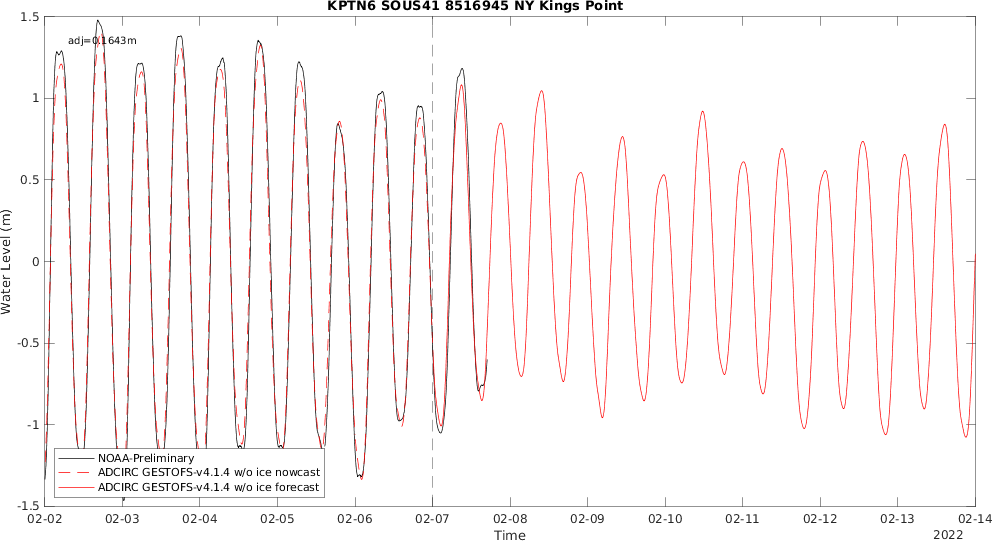 KPTN6 SOUS41 8516945 NY Kings Point
adj=0.1643m
Water Level (m)
1.5
1
0.5
0
-0.5
-1
-1.5
NOAA-Preliminary
ADCIRC GESTOFS-v4.1.4 w/o ice nowcast
ADCIRC GESTOFS-v4.1.4 w/o ice forecast
02-02 02-03 02-04 02-05 02-06 02-07 02-08 02-09 02-10 02-11 02-12 02-13 02-14
Time
2022